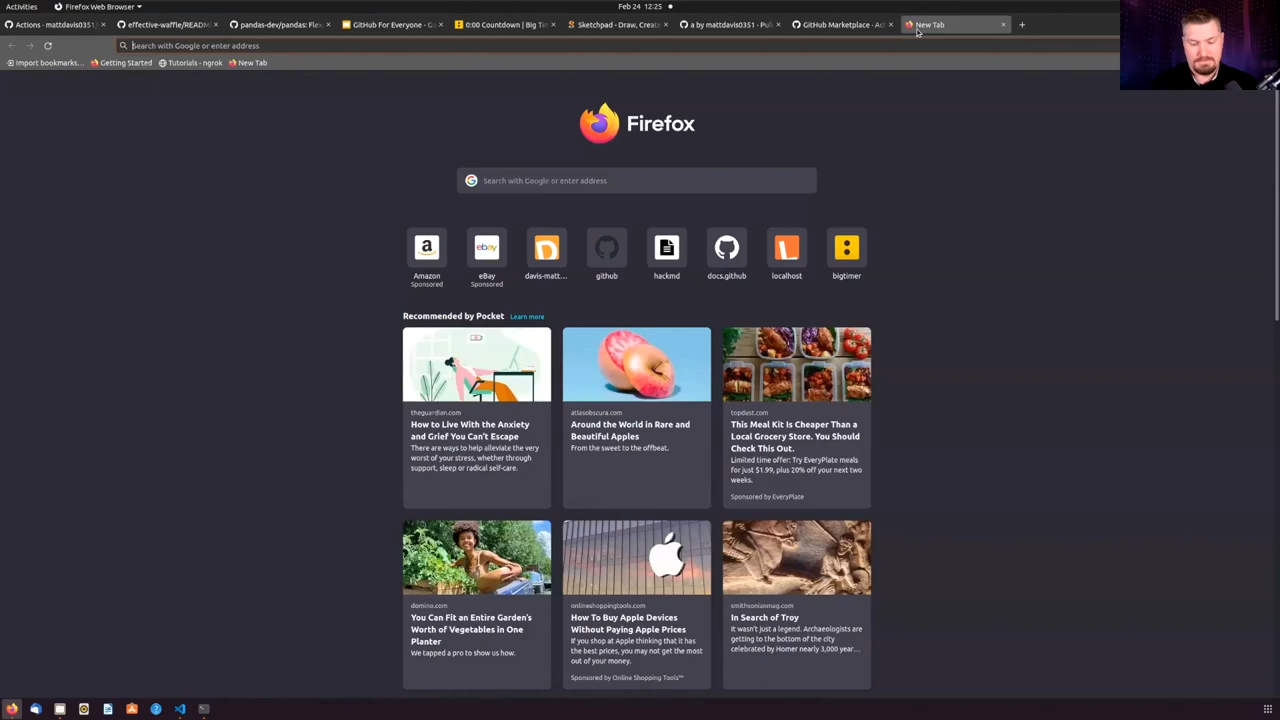 Activities
Firefox Web Browser
Feb 24 12:25
Actions - mattdavis0351/
effective-waffle/READM
pandas-dev/pandas: Flex
GitHub For Everyone - Go
0:00 Countdown | Big Tim
Sketchpad - Draw, Create
a by mattdavis0351 · Pull
GitHub Marketplace · Act
New Tab
Search with Google or enter address
Import bookmarks...
Getting Started
Tutorials - ngrok
New Tab
Firefox
Search with Google or enter address
Amazon
Sponsored
eBay
Sponsored
davis-matt...
github
hackmd
docs.github
localhost
bigtimer
Recommended by Pocket
Learn more
theguardian.com
How to Live With the Anxiety
and Grief You Can't Escape
There are ways to help alleviate the very
worst of your stress, whether through
support, sleep or radical self-care.
atlasobscura.com
Around the World in Rare and
Beautiful Apples
From the sweet to the offbeat.
topdust.com
This Meal Kit Is Cheaper Than a
Local Grocery Store. You Should
Check This Out.
Limited time offer: Try EveryPlate meals
for just $1.99, plus 20% off your next two
weeks.
Sponsored by EveryPlate
domino.com
You Can Fit an Entire Garden's
Worth of Vegetables in One
Planter
We tapped a pro to show us how.
onlineshoppingtools.com
How To Buy Apple Devices
Without Paying Apple Prices
If you shop at Apple thinking that it has
the best prices, you may not get the most
out of your money.
Sponsored by Online Shopping Tools™
smithsonianmag.com
In Search of Troy
It wasn't just a legend. Archaeologists are
getting to the bottom of the city
celebrated by Homer nearly 3,000 year...